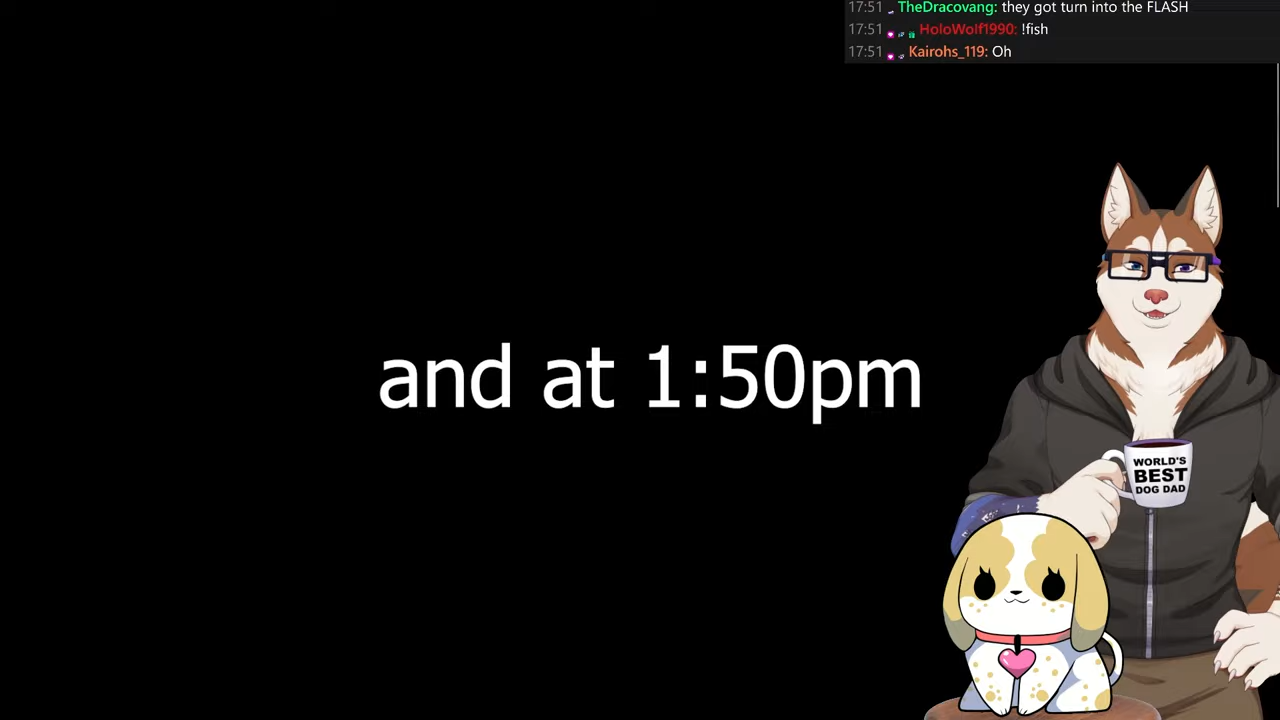 17:51 TheDracovang: they got turn into the FLASH
17:51 HoloWolf1990: !fish
17:51 Kairohs_119: Oh
and at 1:50pm
WORLD'S
BEST
DOG DAD